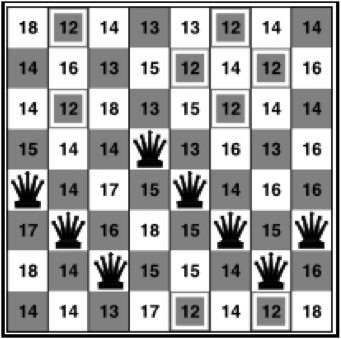 18 12 14 13 13 12 14 14
14 16 13 15 12 14 12 16
14 12 18 13 15 12 14 14
15 14 14 13 16 13 16
14 17 15 14 16 16
17 16 18 15 15
18 14 15 15 14 16
14 14 13 17 12 14 12 18